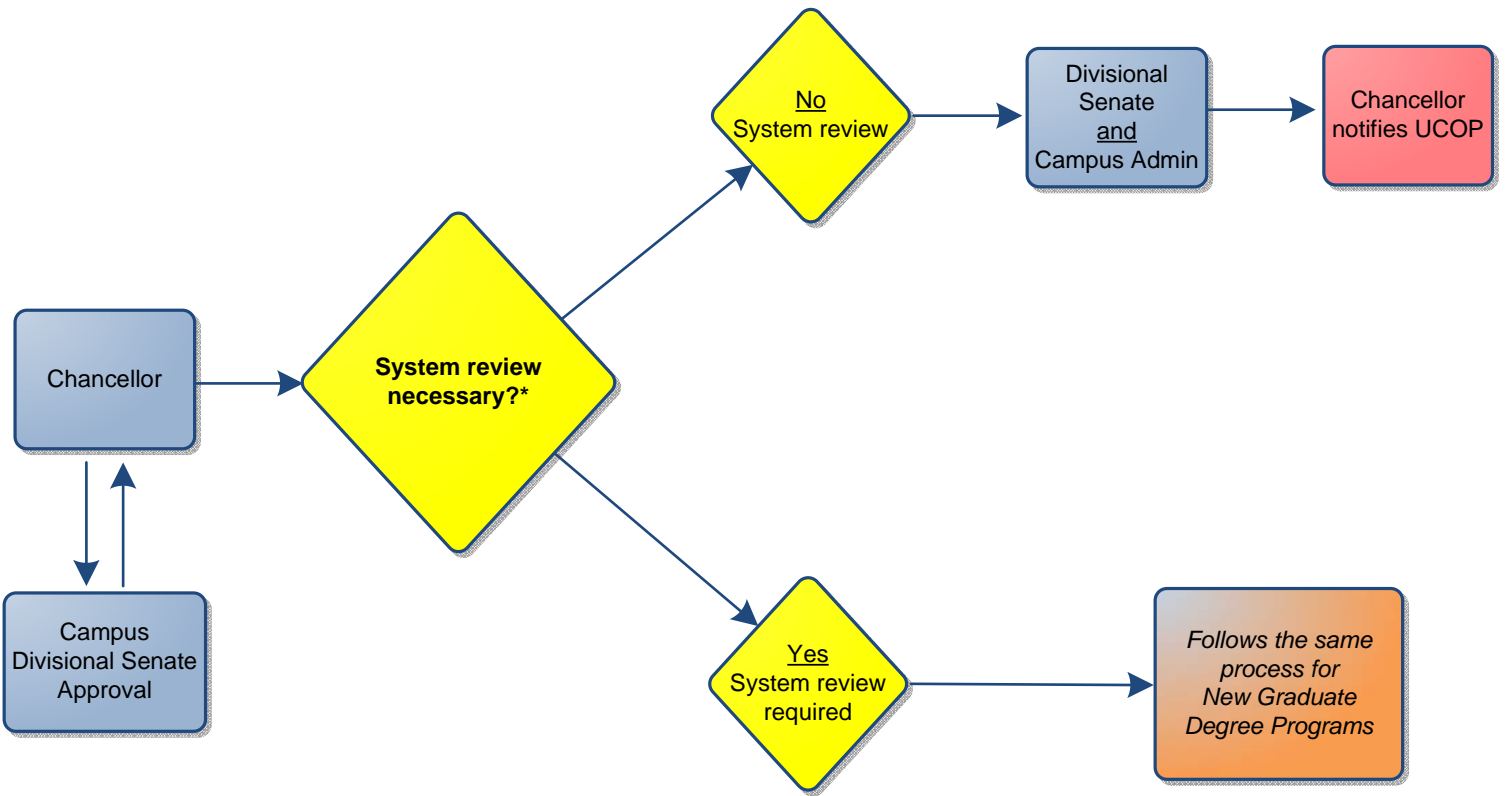 Chancellor
Campus
Divisional Senate
Approval
System review
necessary?*
No
System review
Divisional
Senate
and
Campus Admin
Chancellor
notifies UCOP
Yes
System review
required
Follows the same
process for
New Graduate
Degree Programs